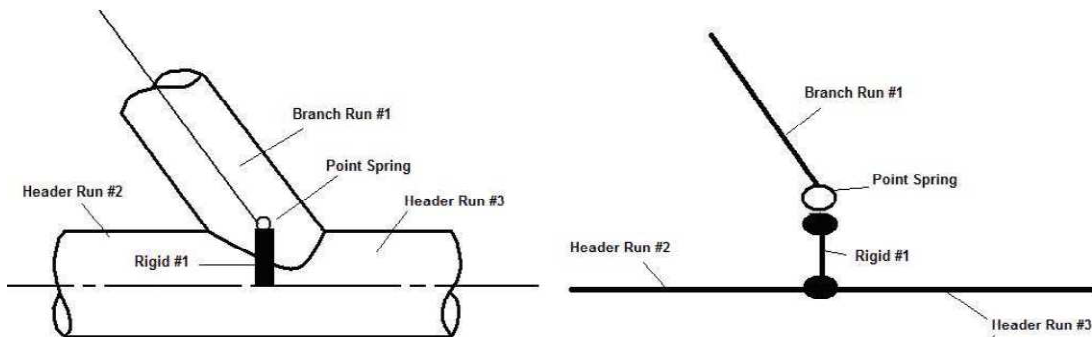 Branch Run #1
Point Spring
Header Run #2
Header Run #3
Rigid #1
Branch Run #1
Point Spring
Header Run #2
Rigid #1
Header Run #3